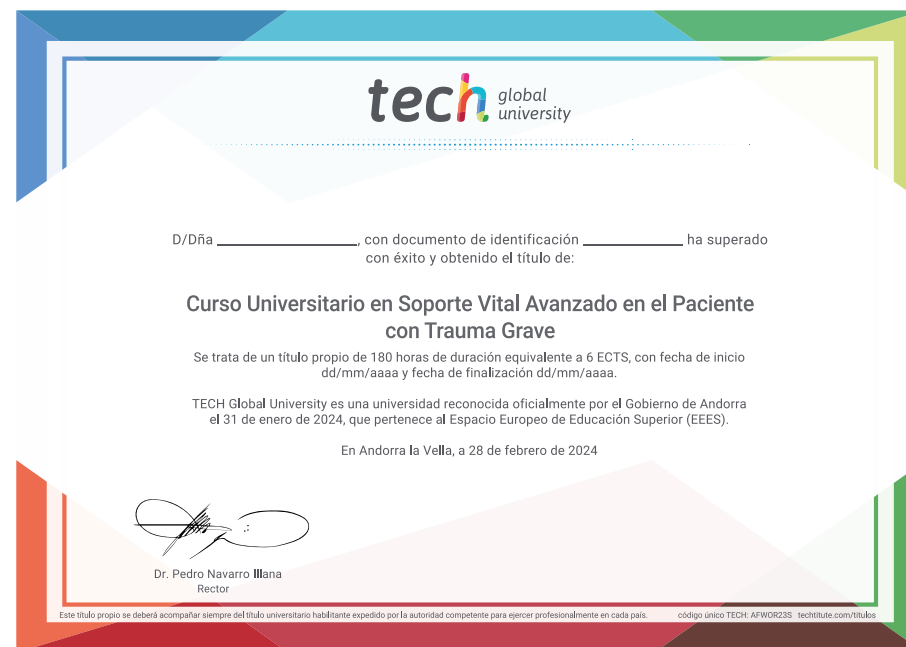 tech global university
D/Dña ____________________, con documento de identificación ______________ ha superado
con éxito y obtenido el título de:
Curso Universitario en Soporte Vital Avanzado en el Paciente
con Trauma Grave
Se trata de un título propio de 180 horas de duración equivalente a 6 ECTS, con fecha de inicio
dd/mm/aaaa y fecha de finalización dd/mm/aaaa.
TECH Global University es una universidad reconocida oficialmente por el Gobierno de Andorra
el 31 de enero de 2024, que pertenece al Espacio Europeo de Educación Superior (EEES).
En Andorra la Vella, a 28 de febrero de 2024
Dr. Pedro Navarro Illana
Rector
Este título propio se deberá acompañar siempre del título universitario habilitante expedido por la autoridad competente para ejercer profesionalmente en cada país. código único TECH: AFWOR23S techtitute.com/titulos